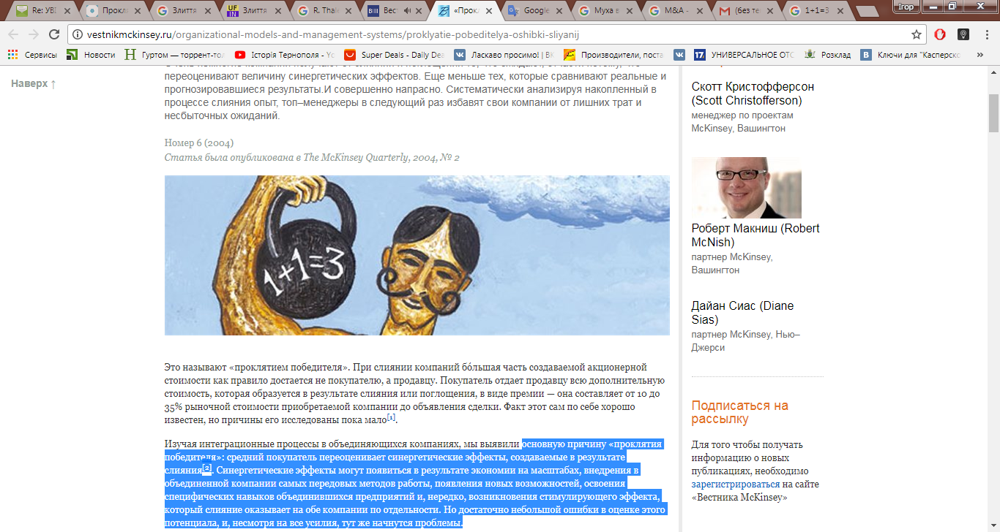 Re: УВІ
Прокля
Злиття
Злиття
R. Thak
Вест
«Прок
Google
Муха в
M&A -
(без те
1+1=3
Ігор
vestnikmckinsey.ru/organizational-models-and-management-systems/proklyatie-pobeditelya-oshibki-sliyanij
Сервисы
Новости
Гуртом — торрент-тол
Історія Тернополя - Yo
Super Deals - Daily Dea
Ласкаво просимо! | ВК
Производители, поста
УНИВЕРСАЛЬНОЕ ОТО
Розклад
Ключи для "Касперско
»
Наверх ↑
переоценивают величину синергетических эффектов. Еще меньше тех, которые сравнивают реальные и
прогнозировавшиеся результаты.И совершенно напрасно. Систематически анализируя накопленный в
процессе слияния опыт, топ–менеджеры в следующий раз избавят свои компании от лишних трат и
несбыточных ожиданий.
Номер 6 (2004)
Статья была опубликована в The McKinsey Quarterly, 2004, № 2
1+1=3
Это называют «проклятием победителя». При слиянии компаний бо́льшая часть создаваемой акционерной
стоимости как правило достается не покупателю, а продавцу. Покупатель отдает продавцу всю дополнительную
стоимость, которая образуется в результате слияния или поглощения, в виде премии — она составляет от 10 до
35% рыночной стоимости приобретаемой компании до объявления сделки. Факт этот сам по себе хорошо
известен, но причины его исследованы пока мало[1].
Изучая интеграционные процессы в объединяющихся компаниях, мы выявили основную причину «проклятия
победителя»: средний покупатель переоценивает синергетические эффекты, создаваемые в результате
слияния[2]. Синергетические эффекты могут появиться в результате экономии на масштабах, внедрения в
объединенной компании самых передовых методов работы, появления новых возможностей, освоения
специфических навыков объединившихся предприятий и, нередко, возникновения стимулирующего эффекта,
который слияние оказывает на обе компании по отдельности. Но достаточно небольшой ошибки в оценке этого
потенциала, и, несмотря на все усилия, тут же начнутся проблемы.
Скотт Кристофферсон
(Scott Christofferson)
менеджер по проектам
McKinsey, Вашингтон
Роберт Макниш (Robert
McNish)
партнер McKinsey,
Вашингтон
Дайан Сиас (Diane
Sias)
партнер McKinsey, Нью–
Джерси
Подписаться на
рассылку
Для того чтобы получать
информацию о новых
публикациях, необходимо
зарегистрироваться на сайте
«Вестника McKinsey»